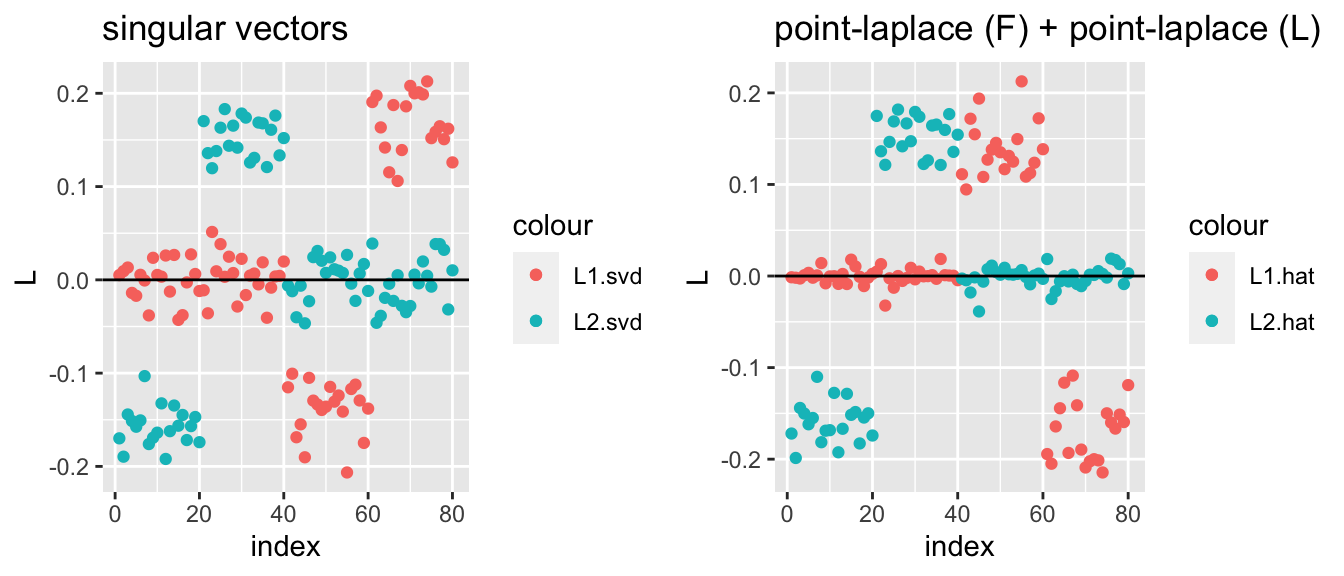 singular vectors
0.2
0.1
0.0
-0.1
-0.2
L
0 20 40 60 80
index
colour
L1.svd
L2.svd
point-laplace (F) + point-laplace (L)
0.2
0.1
0.0
-0.1
-0.2
L
0 20 40 60 80
index
colour
L1.hat
L2.hat